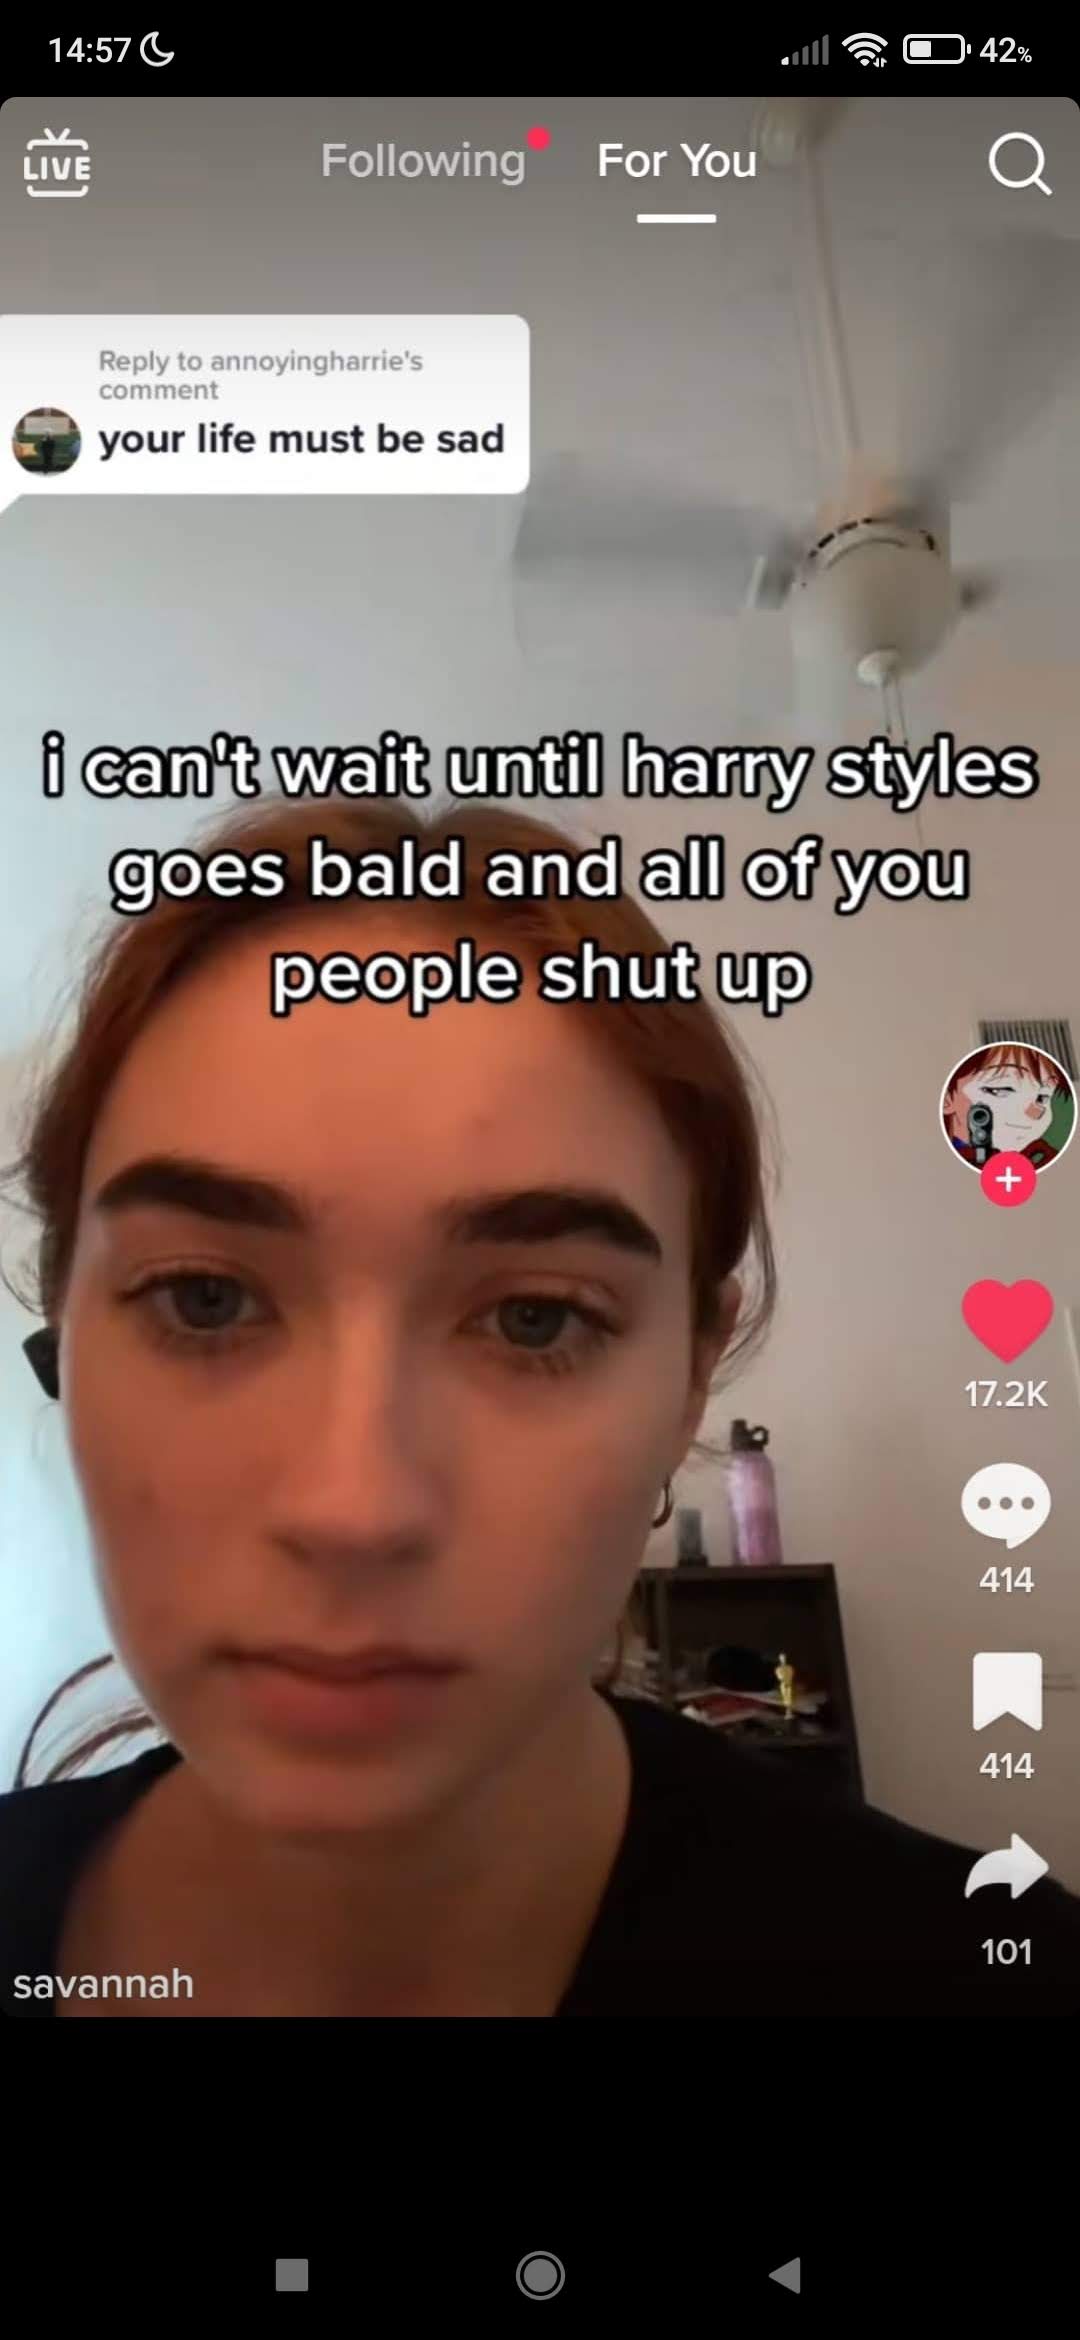 14:57
42%
LIVE
Following
For You
Reply to annoyingharrie's
comment
your life must be sad
i can't wait until harry styles
goes bald and all of you
people shut up
17.2K
414
414
101
savannah